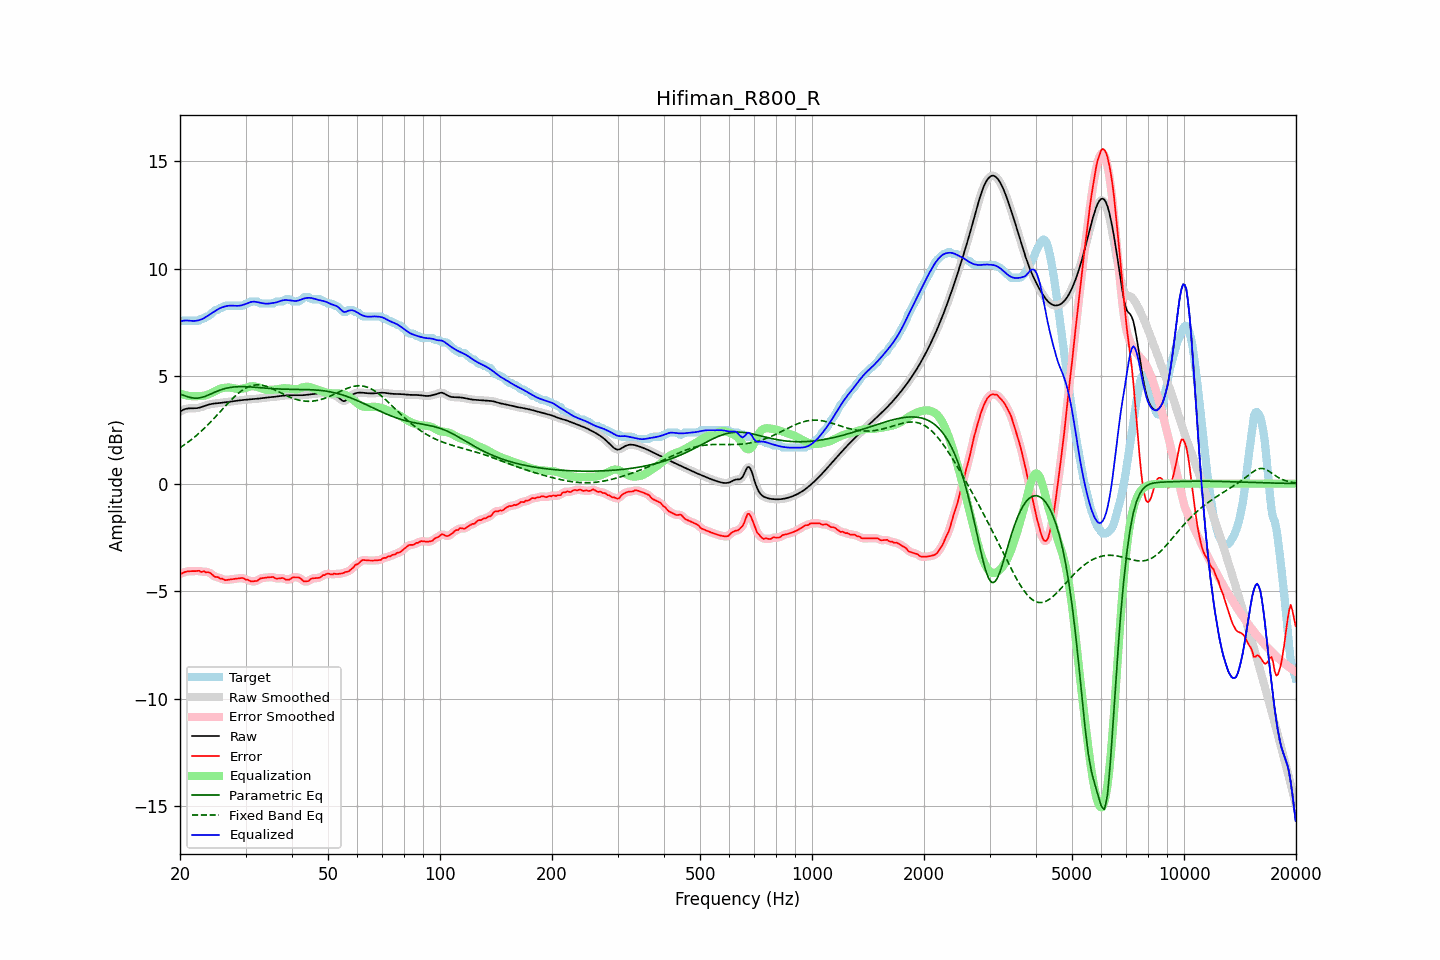 Hifiman_R800_R
Amplitude (dBr)
15
10
5
0
−5
−10
−15
Target
Raw Smoothed
Error Smoothed
Raw
Error
Equalization
Parametric Eq
Fixed Band Eq
Equalized
20 50 100 200 500 1000 2000 5000 10000 20000
Frequency (Hz)